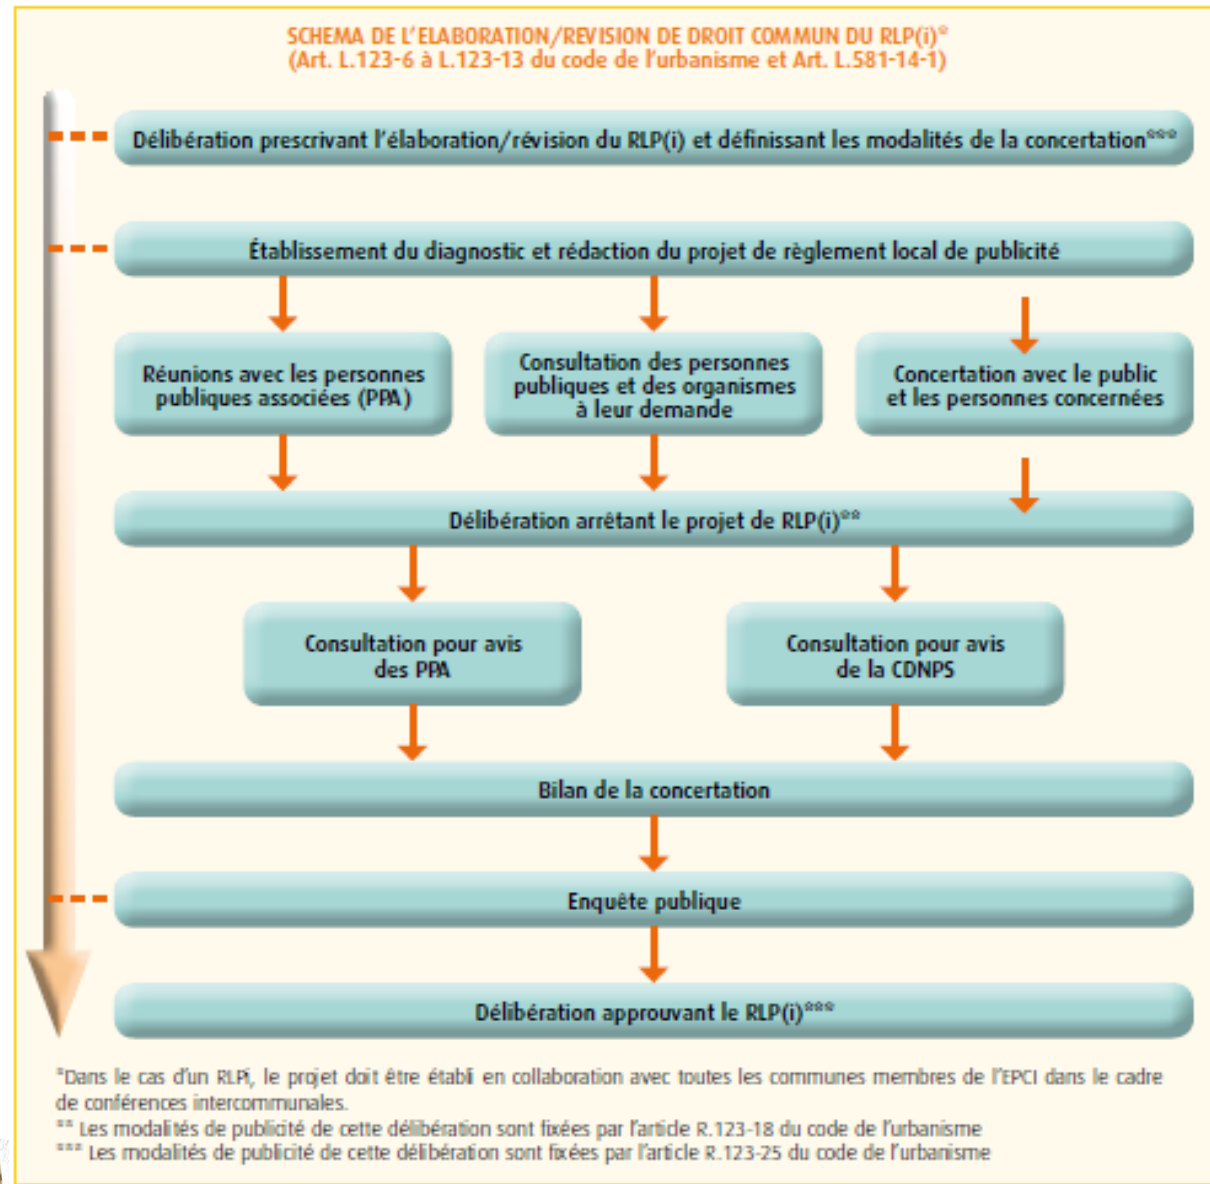 SCHEMA DE L'ELABORATION/REVISION DE DROIT COMMUN DU RLP(i)*
(Art. L.123-6 à L.123-13 du code de l'urbanisme et Art. L.581-14-1)
Délibération prescrivant l'élaboration/révision du RLP(i) et définissant les modalités de la concertation***
Établissement du diagnostic et rédaction du projet de règlement local de publicité
Réunions avec les personnes
publiques associées (PPA)
Consultation des personnes
publiques et des organismes
à leur demande
Concertation avec le public
et les personnes concernées
Délibération arrêtant le projet de RLP(i)**
Consultation pour avis
des PPA
Consultation pour avis
de la CDNPS
Bilan de la concertation
Enquête publique
Délibération approuvant le RLP(i)***
*Dans le cas d'un RLPi, le projet doit être établi en collaboration avec toutes les communes membres de l'EPCI dans le cadre
de conférences intercommunales.
** Les modalités de publicité de cette délibération sont fixées par l'article R.123-18 du code de l'urbanisme
*** Les modalités de publicité de cette délibération sont fixées par l'article R.123-25 du code de l'urbanisme